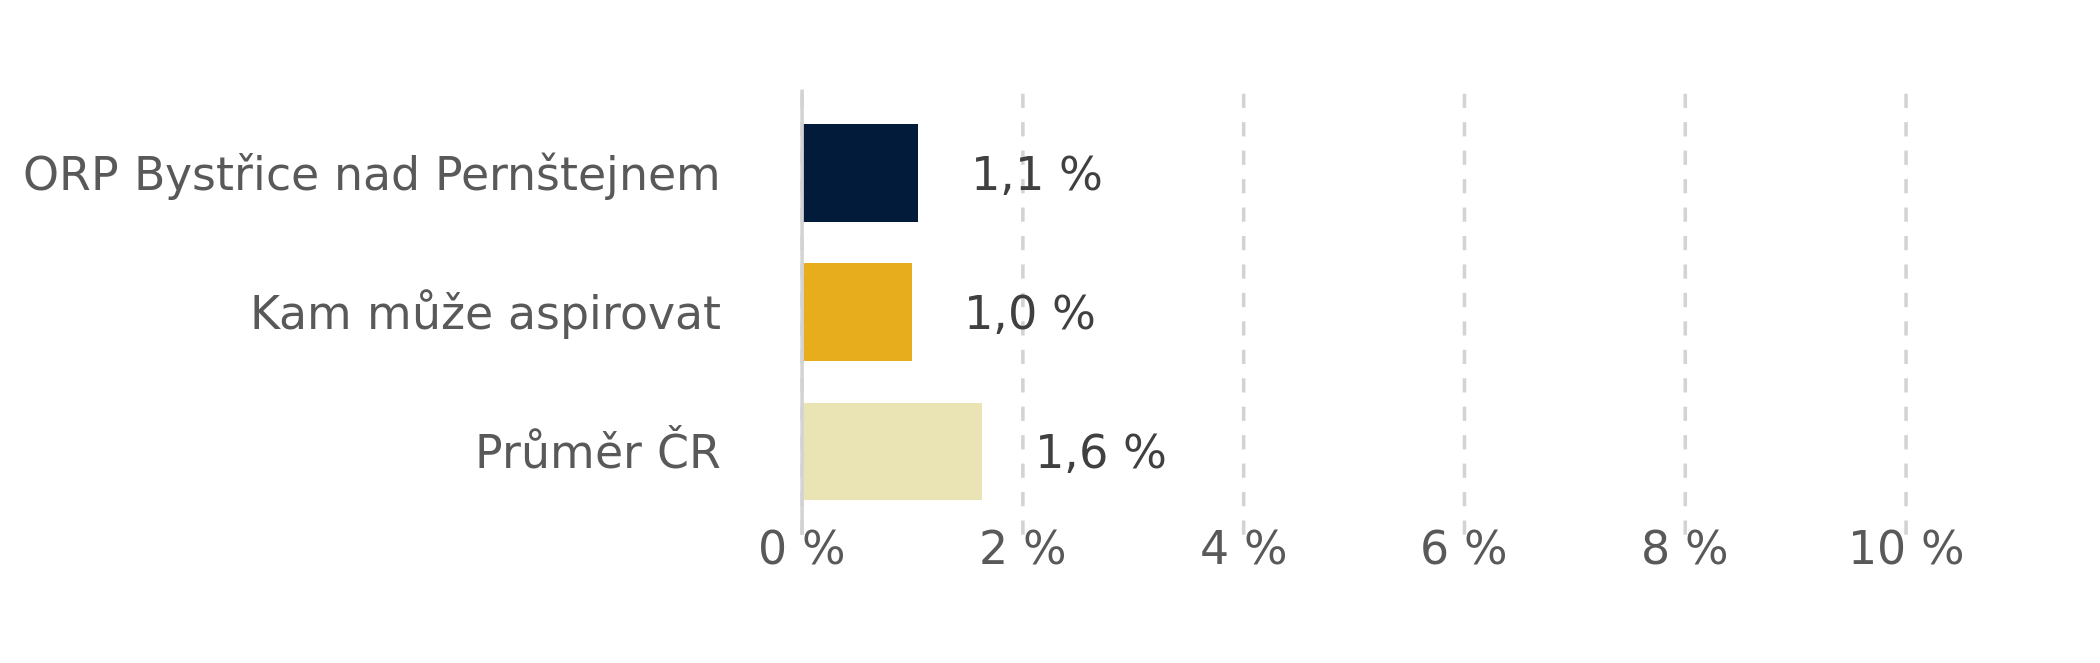 ORP Bystřice nad Pernštejnem 1,1 %
Kam může aspirovat 1,0 %
Průměr ČR 1,6 %
0 % 2 % 4 % 6 % 8 % 10 %